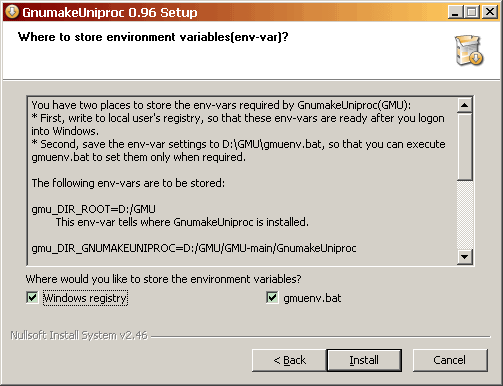 GnumakeUniproc 0.96 Setup
Where to store environment variables(env-var)?
You have two places to store the env-vars required by GnumakeUniproc(GMU):
* First, write to local user's registry, so that these env-vars are ready after you logon
into Windows.
* Second, save the env-var settings to D:\GMU\gmuenv.bat, so that you can execute
gmuenv.bat to set them only when required.
The following env-vars are to be stored:
gmu_DIR_ROOT=D:/GMU
This env-var tells where GnumakeUniproc is installed.
gmu_DIR_GNUMAKEUNIPROC=D:/GMU/GMU-main/GnumakeUniproc
Where would you like to store the environment variables?
Windows registry
gmuenv.bat
Nullsoft Install System v2.46
< Back
Install
Cancel